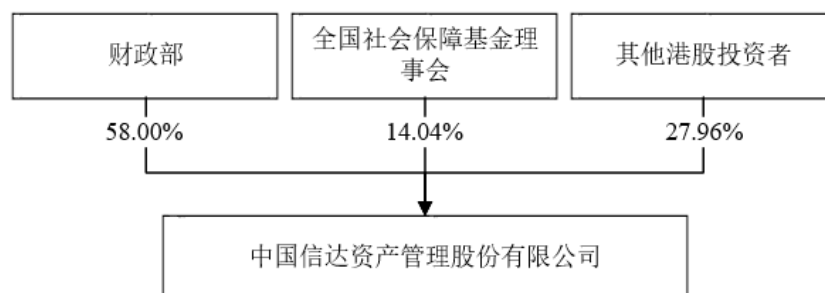 财政部
全国社会保障基金理
事会
其他港股投资者
58.00%
14.04%
27.96%
中国信达资产管理股份有限公司